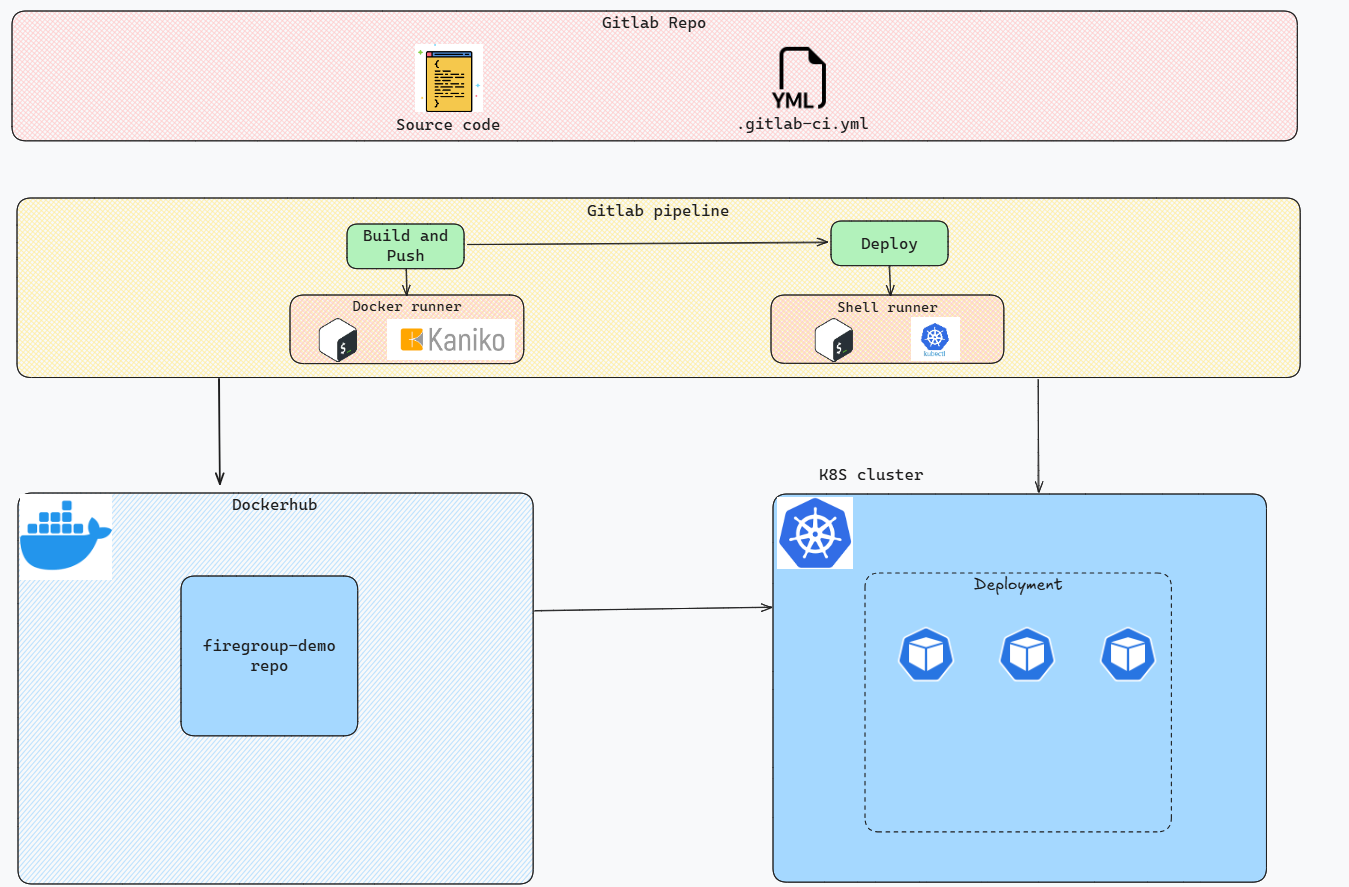 Gitlab Repo
Source code
YML
.gitlab-ci.yml
Gitlab pipeline
Build and
Push
Deploy
Docker runner
$_
Kaniko
Shell runner
$_
kubectl
Dockerhub
firegroup-demo
repo
K8S cluster
Deployment